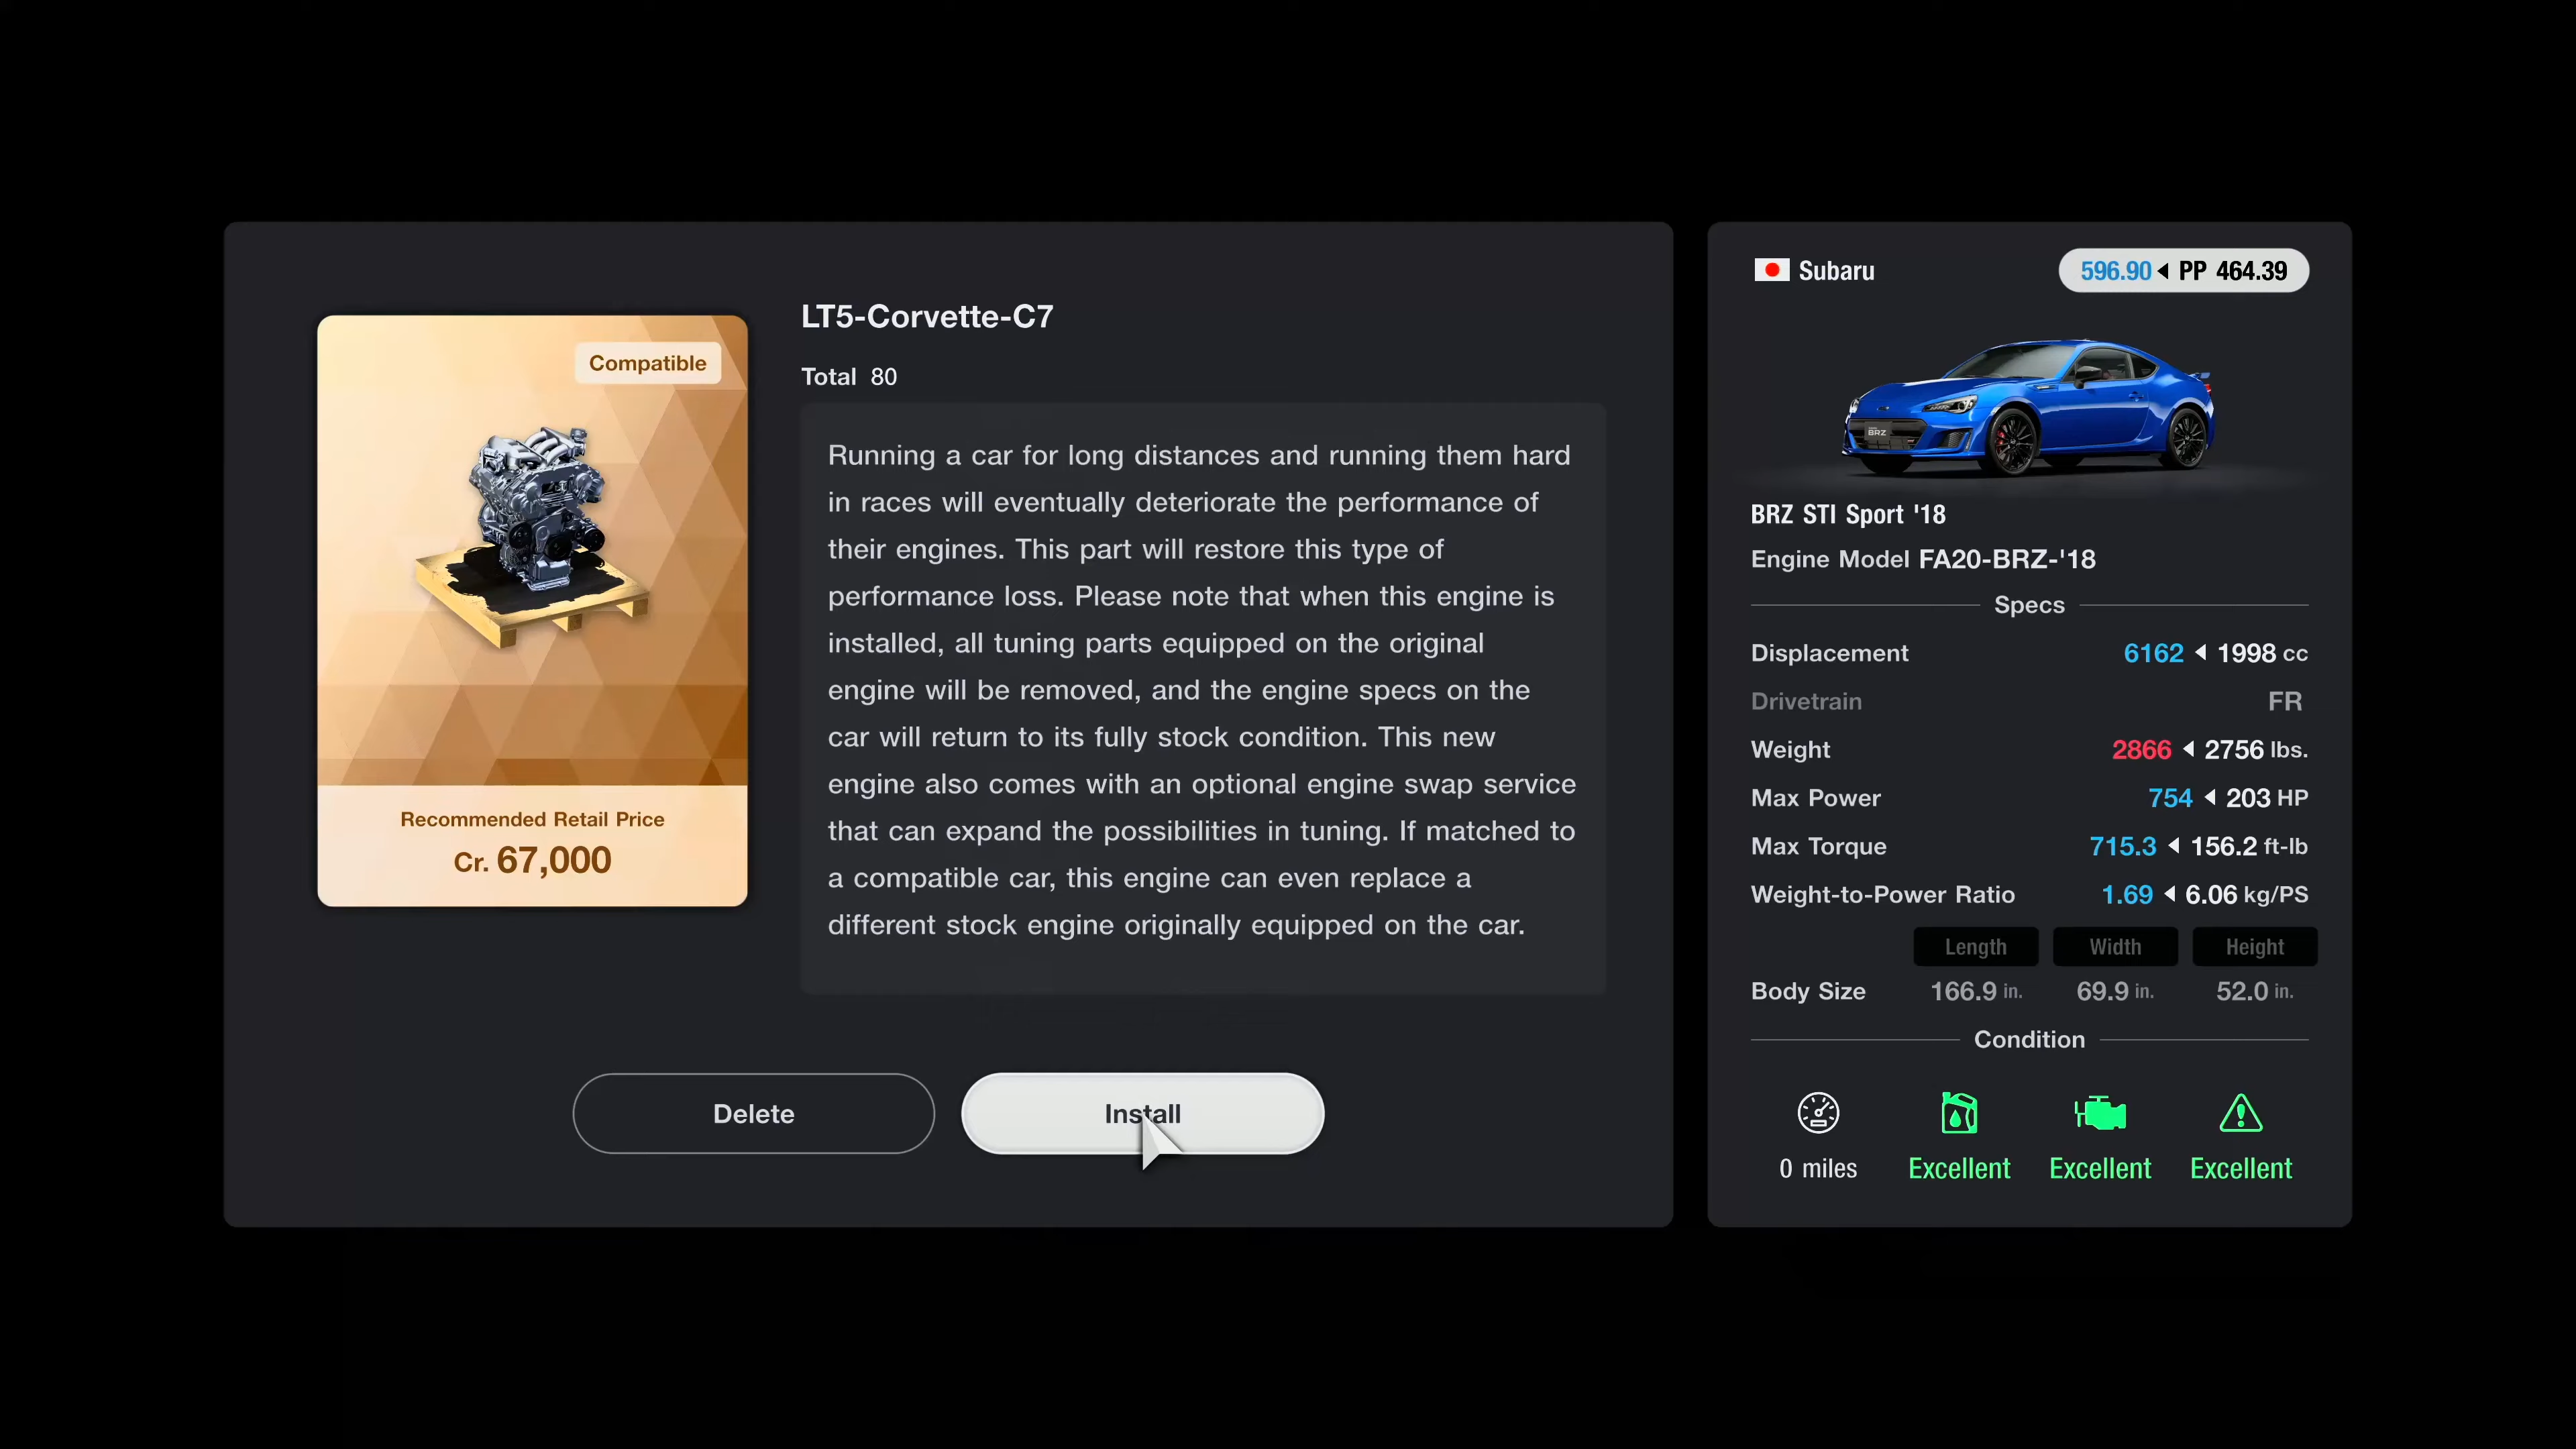 LT5-Corvette-C7
Total 80
Compatible
Recommended Retail Price
Cr. 67,000
Running a car for long distances and running them hard
in races will eventually deteriorate the performance of
their engines. This part will restore this type of
performance loss. Please note that when this engine is
installed, all tuning parts equipped on the original
engine will be removed, and the engine specs on the
car will return to its fully stock condition. This new
engine also comes with an optional engine swap service
that can expand the possibilities in tuning. If matched to
a compatible car, this engine can even replace a
different stock engine originally equipped on the car.
Delete
Install
Subaru
596.90 ◀ PP 464.39
BRZ
BRZ STI Sport '18
Engine Model FA20-BRZ-'18
Specs
Displacement 6162 ◀ 1998 cc
Drivetrain FR
Weight 2866 ◀ 2756 lbs.
Max Power 754 ◀ 203 HP
Max Torque 715.3 ◀ 156.2 ft-lb
Weight-to-Power Ratio 1.69 ◀ 6.06 kg/PS
Length Width Height
Body Size 166.9 in. 69.9 in. 52.0 in.
Condition
0 miles Excellent Excellent Excellent